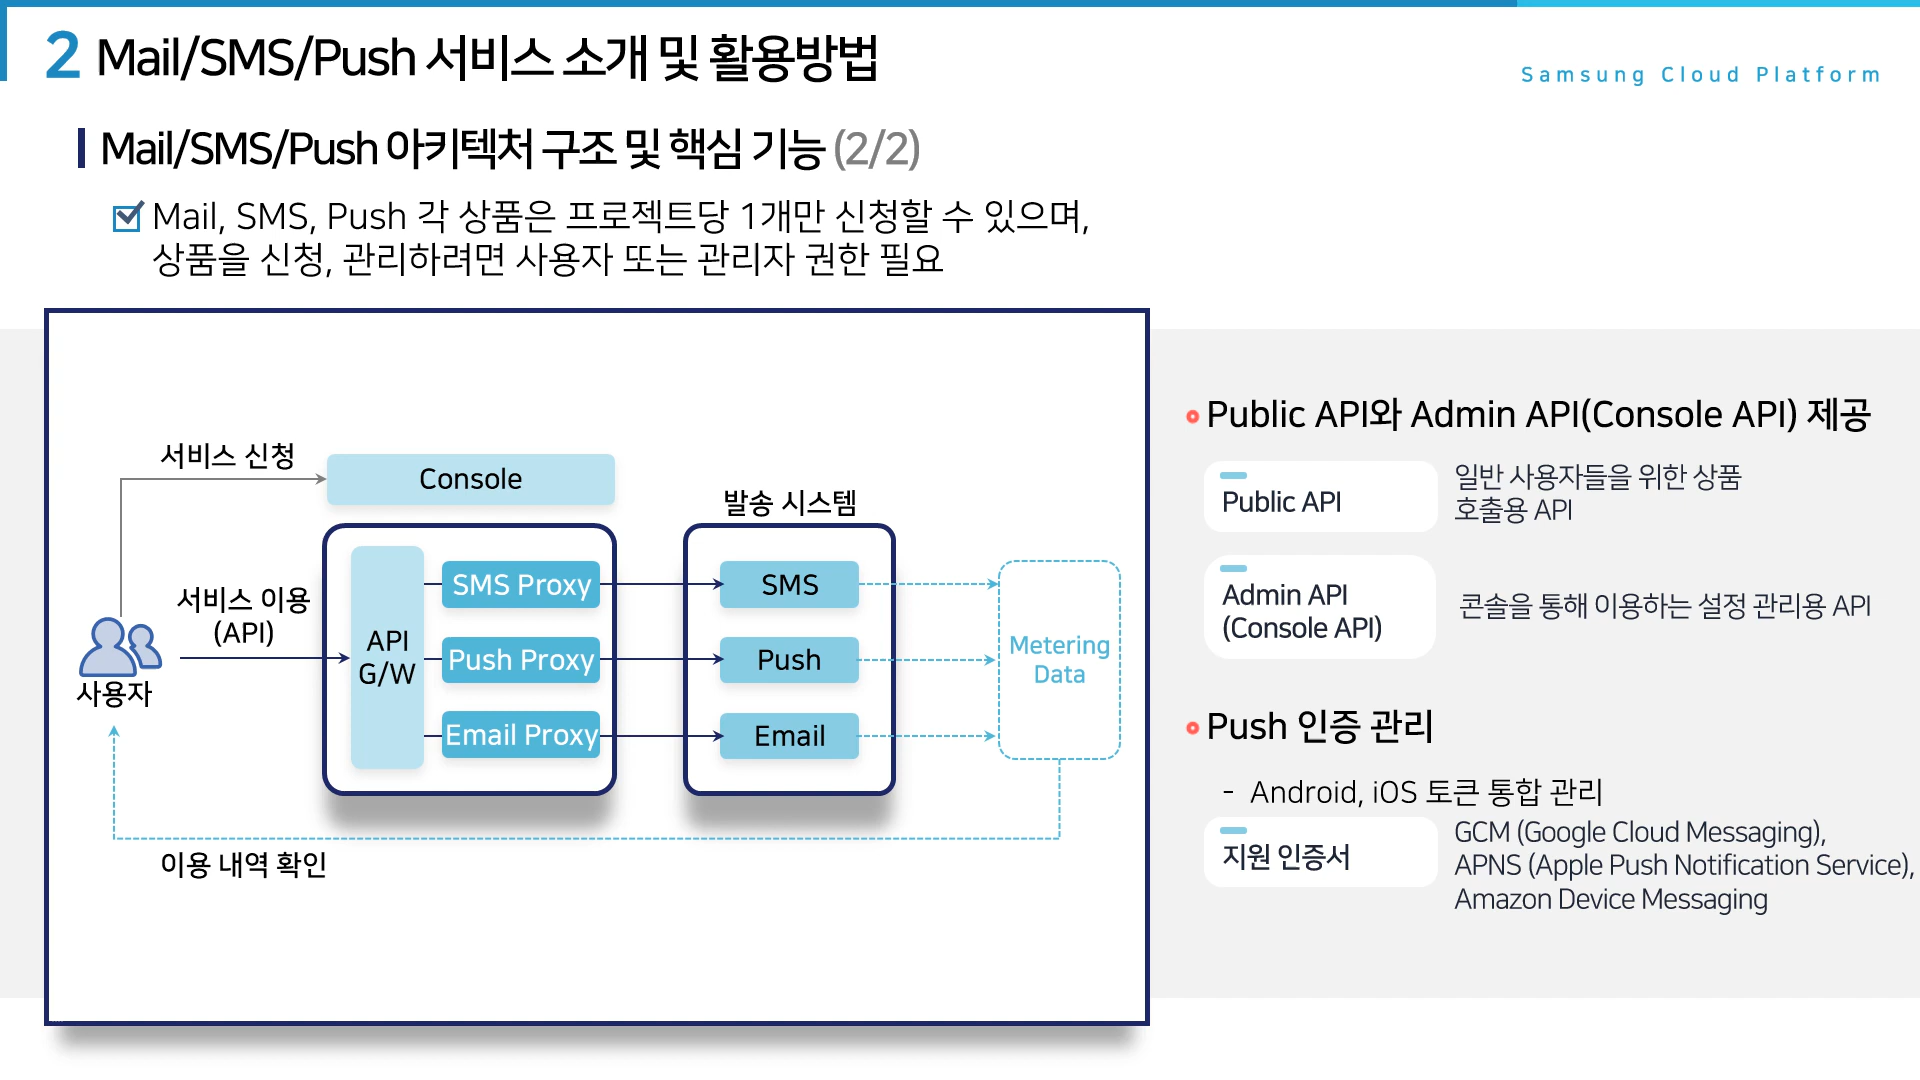 2 Mail/SMS/Push 서비스 소개 및 활용방법
Samsung Cloud Platform
Mail/SMS/Push 아키텍처 구조 및 핵심 기능 (2/2)
Mail, SMS, Push 각 상품은 프로젝트당 1개만 신청할 수 있으며,
상품을 신청, 관리하려면 사용자 또는 관리자 권한 필요
서비스 신청
Console
발송 시스템
서비스 이용
(API)
사용자
API
G/W
SMS Proxy
Push Proxy
Email Proxy
SMS
Push
Email
Metering
Data
이용 내역 확인
Public API와 Admin API(Console API) 제공
Public API
일반 사용자들을 위한 상품
호출용 API
Admin API
(Console API)
콘솔을 통해 이용하는 설정 관리용 API
Push 인증 관리
- Android, iOS 토큰 통합 관리
지원 인증서
GCM (Google Cloud Messaging),
APNS (Apple Push Notification Service),
Amazon Device Messaging